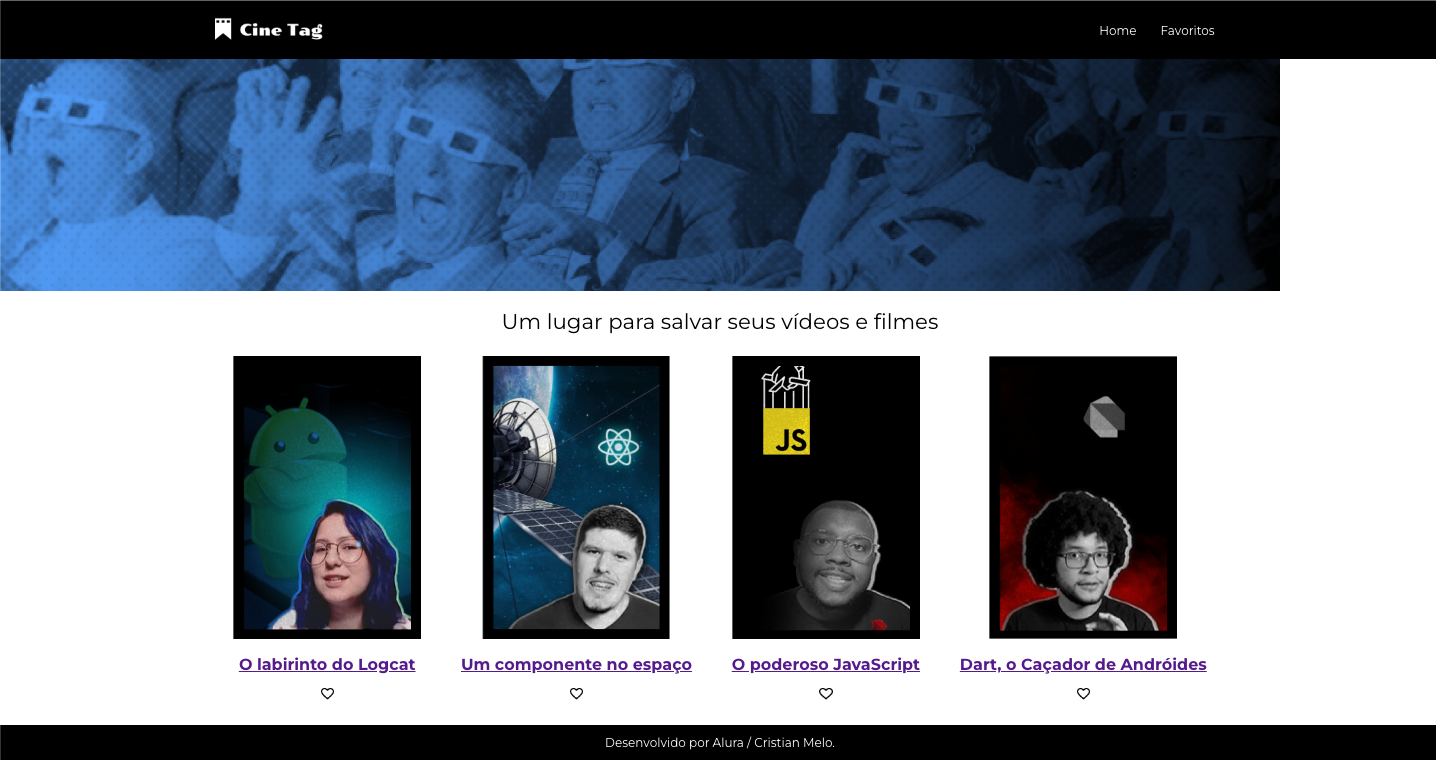 Cine Tag
Home Favoritos
Um lugar para salvar seus vídeos e filmes
JS
O labirinto do Logcat
Um componente no espaço
O poderoso JavaScript
Dart, o Caçador de Andróides
Desenvolvido por Alura / Cristian Melo.